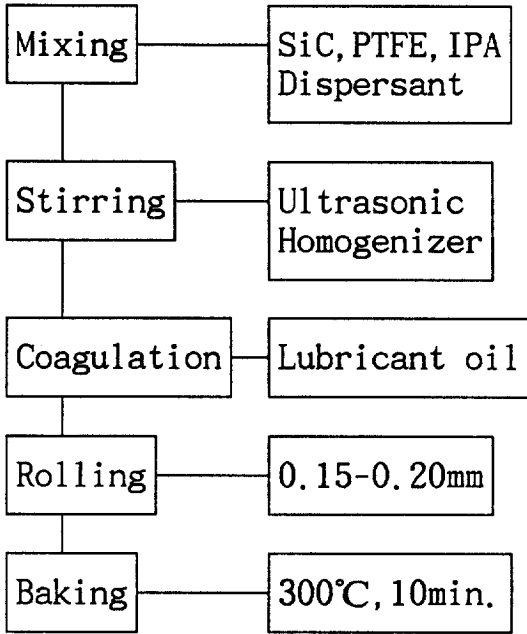 Mixing
SiC, PTFE, IPA
Dispersant
Stirring
Ultrasonic
Homogenizer
Coagulation
Lubricant oil
Rolling
0.15-0.20mm
Baking
300℃, 10min.